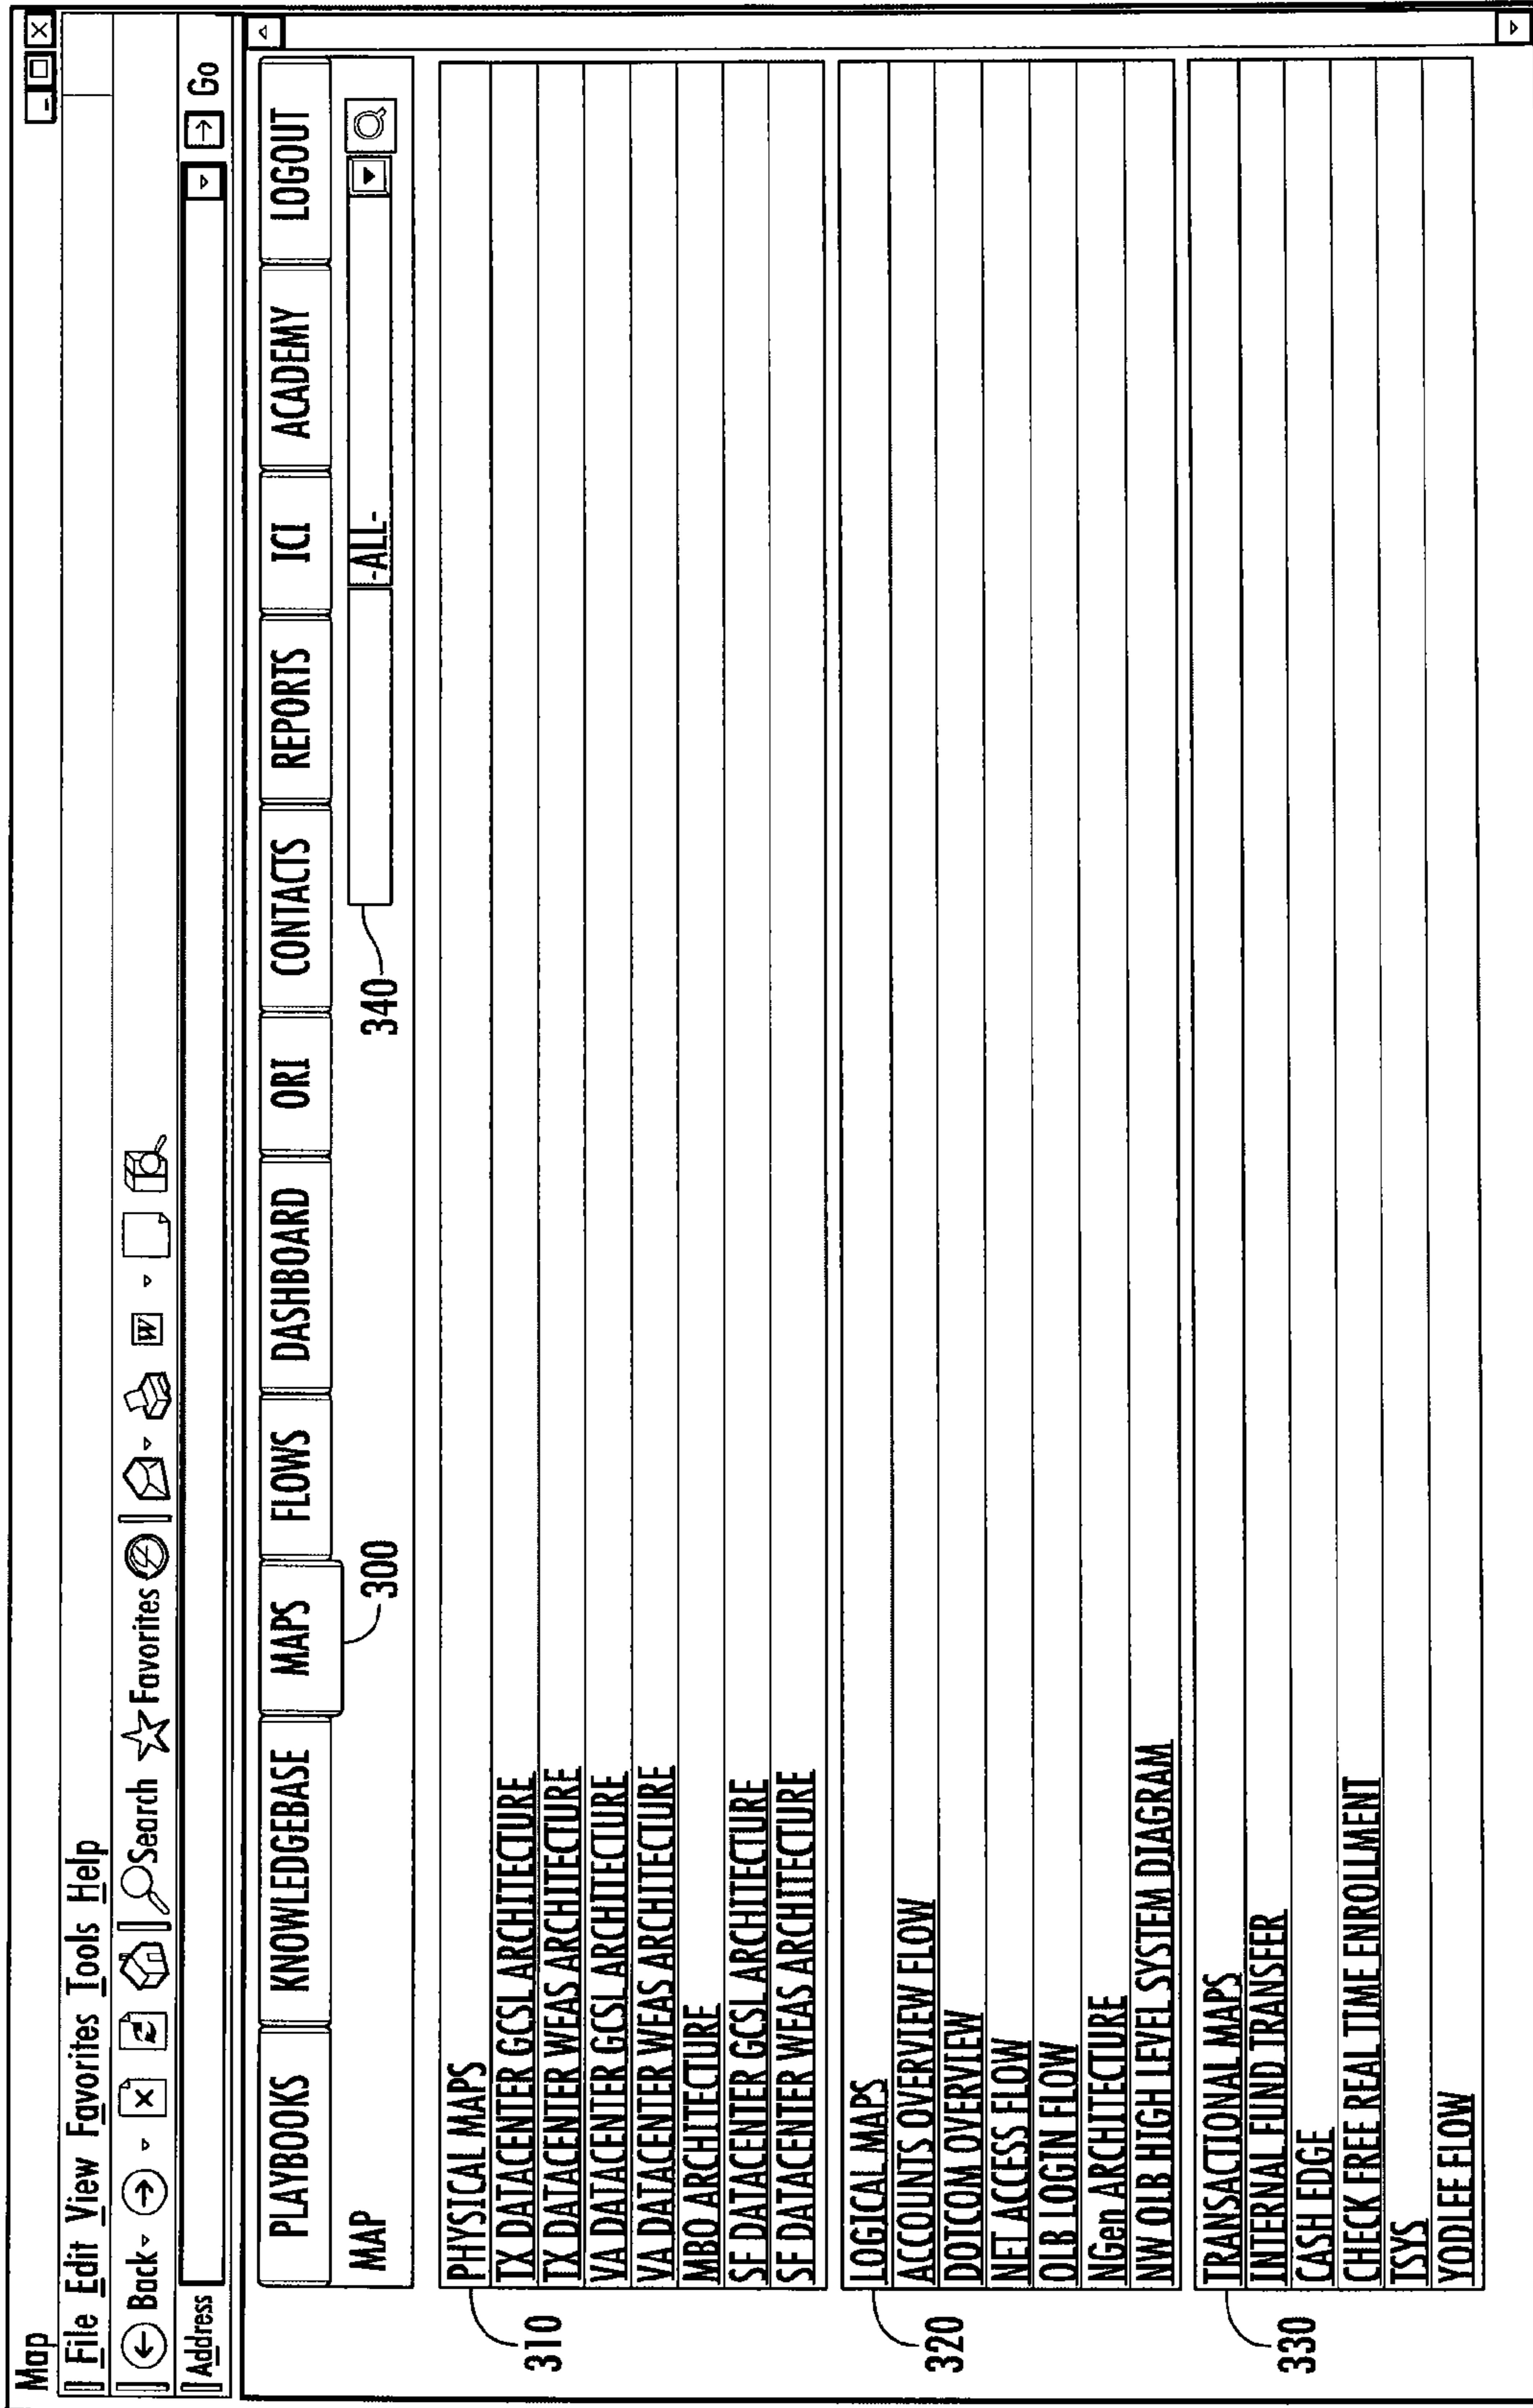 Map
File Edit View Favorites Tools Help
Back Search Favorites W
Address Go
PLAYBOOKS KNOWLEDGEBASE MAPS FLOWS DASHBOARD ORI CONTACTS REPORTS ICI ACADEMY LOGOUT
MAP 300 340 -ALL-
310 PHYSICAL MAPS
TX DATACENTER GCSL ARCHITECTURE
TX DATACENTER WEAS ARCHITECTURE
VA DATACENTER GCSL ARCHITECTURE
VA DATACENTER WEAS ARCHITECTURE
MBO ARCHITECTURE
SF DATACENTER GCSL ARCHITECTURE
SF DATACENTER WEAS ARCHITECTURE
320 LOGICAL MAPS
ACCOUNTS OVERVIEW FLOW
DOTCOM OVERVIEW
NET ACCESS FLOW
OLB LOGIN FLOW
NGen ARCHITECTURE
NW OLB HIGH LEVEL SYSTEM DIAGRAM
330 TRANSACTIONAL MAPS
INTERNAL FUND TRANSFER
CASH EDGE
CHECK FREE REAL TIME ENROLLMENT
TSYS
YODLEE FLOW